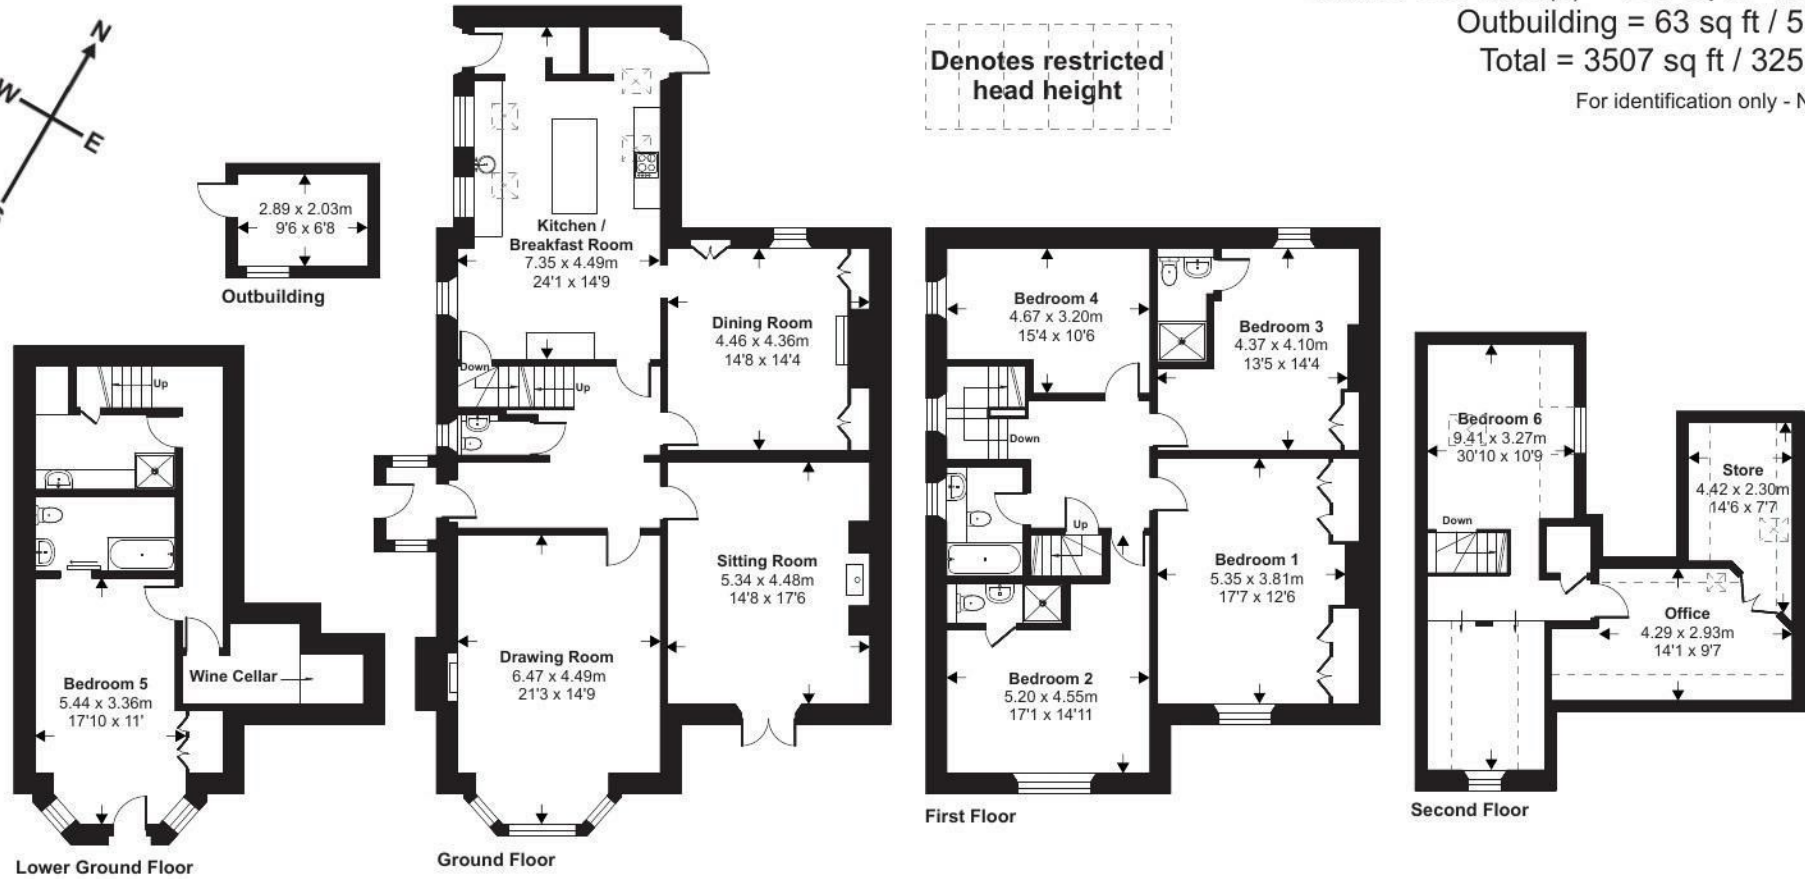 Outbuilding = 63 sq ft / 5
Total = 3507 sq ft / 325
For identification only - N
N
W
E
Denotes restricted
head height
2.89 x 2.03m
9'6 x 6'8
Outbuilding
Up
Bedroom 5
5.44 x 3.36m
17'10 x 11'
Wine Cellar
Lower Ground Floor
Kitchen /
Breakfast Room
7.35 x 4.49m
24'1 x 14'9
Dining Room
4.46 x 4.36m
14'8 x 14'4
Down
Up
Sitting Room
5.34 x 4.48m
14'8 x 17'6
Drawing Room
6.47 x 4.49m
21'3 x 14'9
Ground Floor
Bedroom 4
4.67 x 3.20m
15'4 x 10'6
Bedroom 3
4.37 x 4.10m
13'5 x 14'4
Down
Up
Bedroom 1
5.35 x 3.81m
17'7 x 12'6
Bedroom 2
5.20 x 4.55m
17'1 x 14'11
First Floor
Bedroom 6
9.41 x 3.27m
30'10 x 10'9
Store
4.42 x 2.30m
14'6 x 7'7
Down
Office
4.29 x 2.93m
14'1 x 9'7
Second Floor